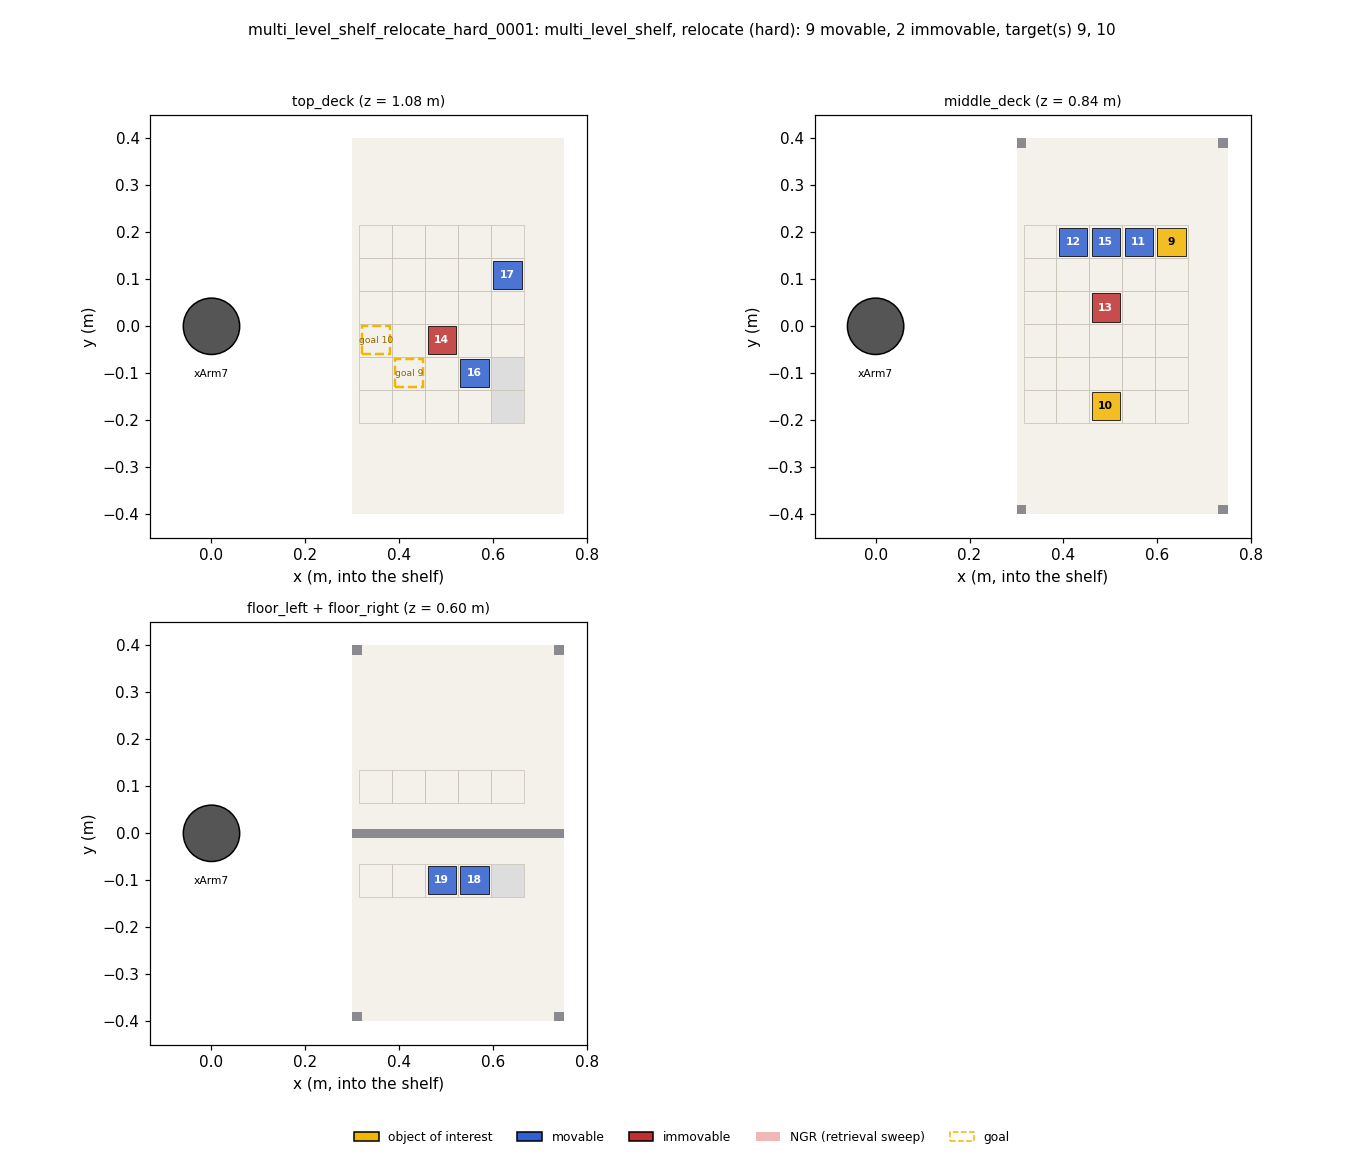 multi_level_shelf_relocate_hard_0001: multi_level_shelf, relocate (hard): 9 movable, 2 immovable, target(s) 9, 10
top_deck (z = 1.08 m)
0.4
0.3
0.2
0.1
0.0
−0.1
−0.2
−0.3
−0.4
y (m)
xArm7
17
goal 10
14
goal 9
16
0.0
0.2
0.4
0.6
0.8
x (m, into the shelf)
middle_deck (z = 0.84 m)
0.4
0.3
0.2
0.1
0.0
−0.1
−0.2
−0.3
−0.4
y (m)
xArm7
12
15
11
9
13
10
0.0
0.2
0.4
0.6
0.8
x (m, into the shelf)
floor_left + floor_right (z = 0.60 m)
0.4
0.3
0.2
0.1
0.0
−0.1
−0.2
−0.3
−0.4
y (m)
xArm7
19
18
0.0
0.2
0.4
0.6
0.8
x (m, into the shelf)
object of interest
movable
immovable
NGR (retrieval sweep)
goal